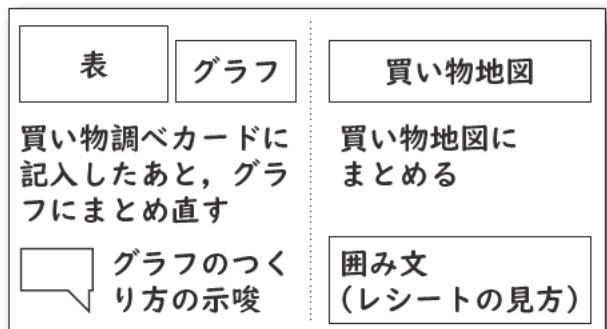 表
グラフ
買い物調べカードに
記入したあと，グラ
フにまとめ直す
グラフのつく
り方の示唆
買い物地図
買い物地図に
まとめる
囲み文
(レシートの見方)